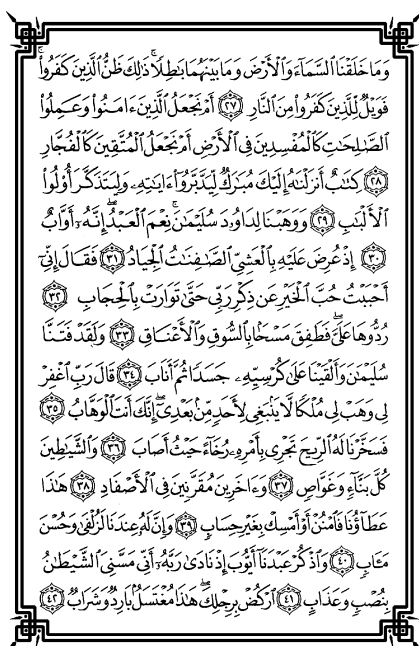 وَمَا خَلَقْنَا ٱلسَّمَآءَ وَٱلْأَرْضَ وَمَا بَيْنَهُمَا بَٰطِلًا ۚ ذَٰلِكَ ظَنُّ ٱلَّذِينَ كَفَرُوا۟ ۚ
فَوَيْلٌ لِّلَّذِينَ كَفَرُوا۟ مِنَ ٱلنَّارِ ٢٧ أَمْ نَجْعَلُ ٱلَّذِينَ ءَامَنُوا۟ وَعَمِلُوا۟
ٱلصَّٰلِحَٰتِ كَٱلْمُفْسِدِينَ فِى ٱلْأَرْضِ أَمْ نَجْعَلُ ٱلْمُتَّقِينَ كَٱلْفُجَّارِ
٢٨ كِتَٰبٌ أَنزَلْنَٰهُ إِلَيْكَ مُبَٰرَكٌ لِّيَدَّبَّرُوٓا۟ ءَايَٰتِهِۦ وَلِيَتَذَكَّرَ أُو۟لُوا۟
ٱلْأَلْبَٰبِ ٢٩ وَوَهَبْنَا لِدَاوُۥدَ سُلَيْمَٰنَ ۚ نِعْمَ ٱلْعَبْدُ ۖ إِنَّهُۥٓ أَوَّابٌ
٣٠ إِذْ عُرِضَ عَلَيْهِ بِٱلْعَشِىِّ ٱلصَّٰفِنَٰتُ ٱلْجِيَادُ ٣١ فَقَالَ إِنِّىٓ
أَحْبَبْتُ حُبَّ ٱلْخَيْرِ عَن ذِكْرِ رَبِّى حَتَّىٰ تَوَارَتْ بِٱلْحِجَابِ ٣٢
رُدُّوهَا عَلَىَّ ۖ فَطَفِقَ مَسْحًۢا بِٱلسُّوقِ وَٱلْأَعْنَاقِ ٣٣ وَلَقَدْ فَتَنَّا
سُلَيْمَٰنَ وَأَلْقَيْنَا عَلَىٰ كُرْسِيِّهِۦ جَسَدًا ثُمَّ أَنَابَ ٣٤ قَالَ رَبِّ ٱغْفِرْ
لِى وَهَبْ لِى مُلْكًا لَّا يَنۢبَغِى لِأَحَدٍ مِّنۢ بَعْدِىٓ ۖ إِنَّكَ أَنتَ ٱلْوَهَّابُ ٣٥
فَسَخَّرْنَا لَهُ ٱلرِّيحَ تَجْرِى بِأَمْرِهِۦ رُخَآءً حَيْثُ أَصَابَ ٣٦ وَٱلشَّيَٰطِينَ
كُلَّ بَنَّآءٍ وَغَوَّاصٍ ٣٧ وَءَاخَرِينَ مُقَرَّنِينَ فِى ٱلْأَصْفَادِ ٣٨ هَٰذَا
عَطَآؤُنَا فَٱمْنُنْ أَوْ أَمْسِكْ بِغَيْرِ حِسَابٍ ٣٩ وَإِنَّ لَهُۥ عِندَنَا لَزُلْفَىٰ وَحُسْنَ
مَـَٔابٍ ٤٠ وَٱذْكُرْ عَبْدَنَآ أَيُّوبَ إِذْ نَادَىٰ رَبَّهُۥٓ أَنِّى مَسَّنِىَ ٱلشَّيْطَٰنُ
بِنُصْبٍ وَعَذَابٍ ٤١ ٱرْكُضْ بِرِجْلِكَ ۖ هَٰذَا مُغْتَسَلٌۢ بَارِدٌ وَشَرَابٌ ٤٢